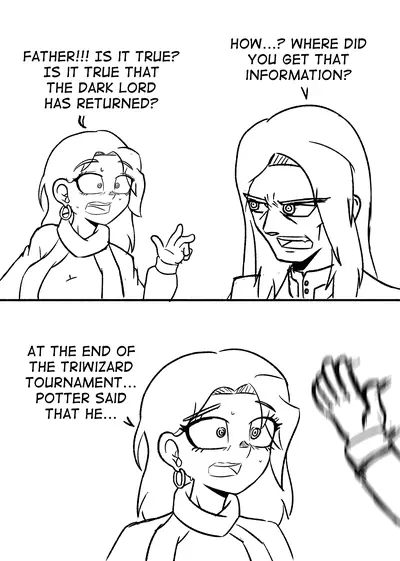 FATHER!!! IS IT TRUE?
IS IT TRUE THAT
THE DARK LORD
HAS RETURNED?
HOW...? WHERE DID
YOU GET THAT
INFORMATION?
AT THE END OF
THE TRIWIZARD
TOURNAMENT...
POTTER SAID
THAT HE...